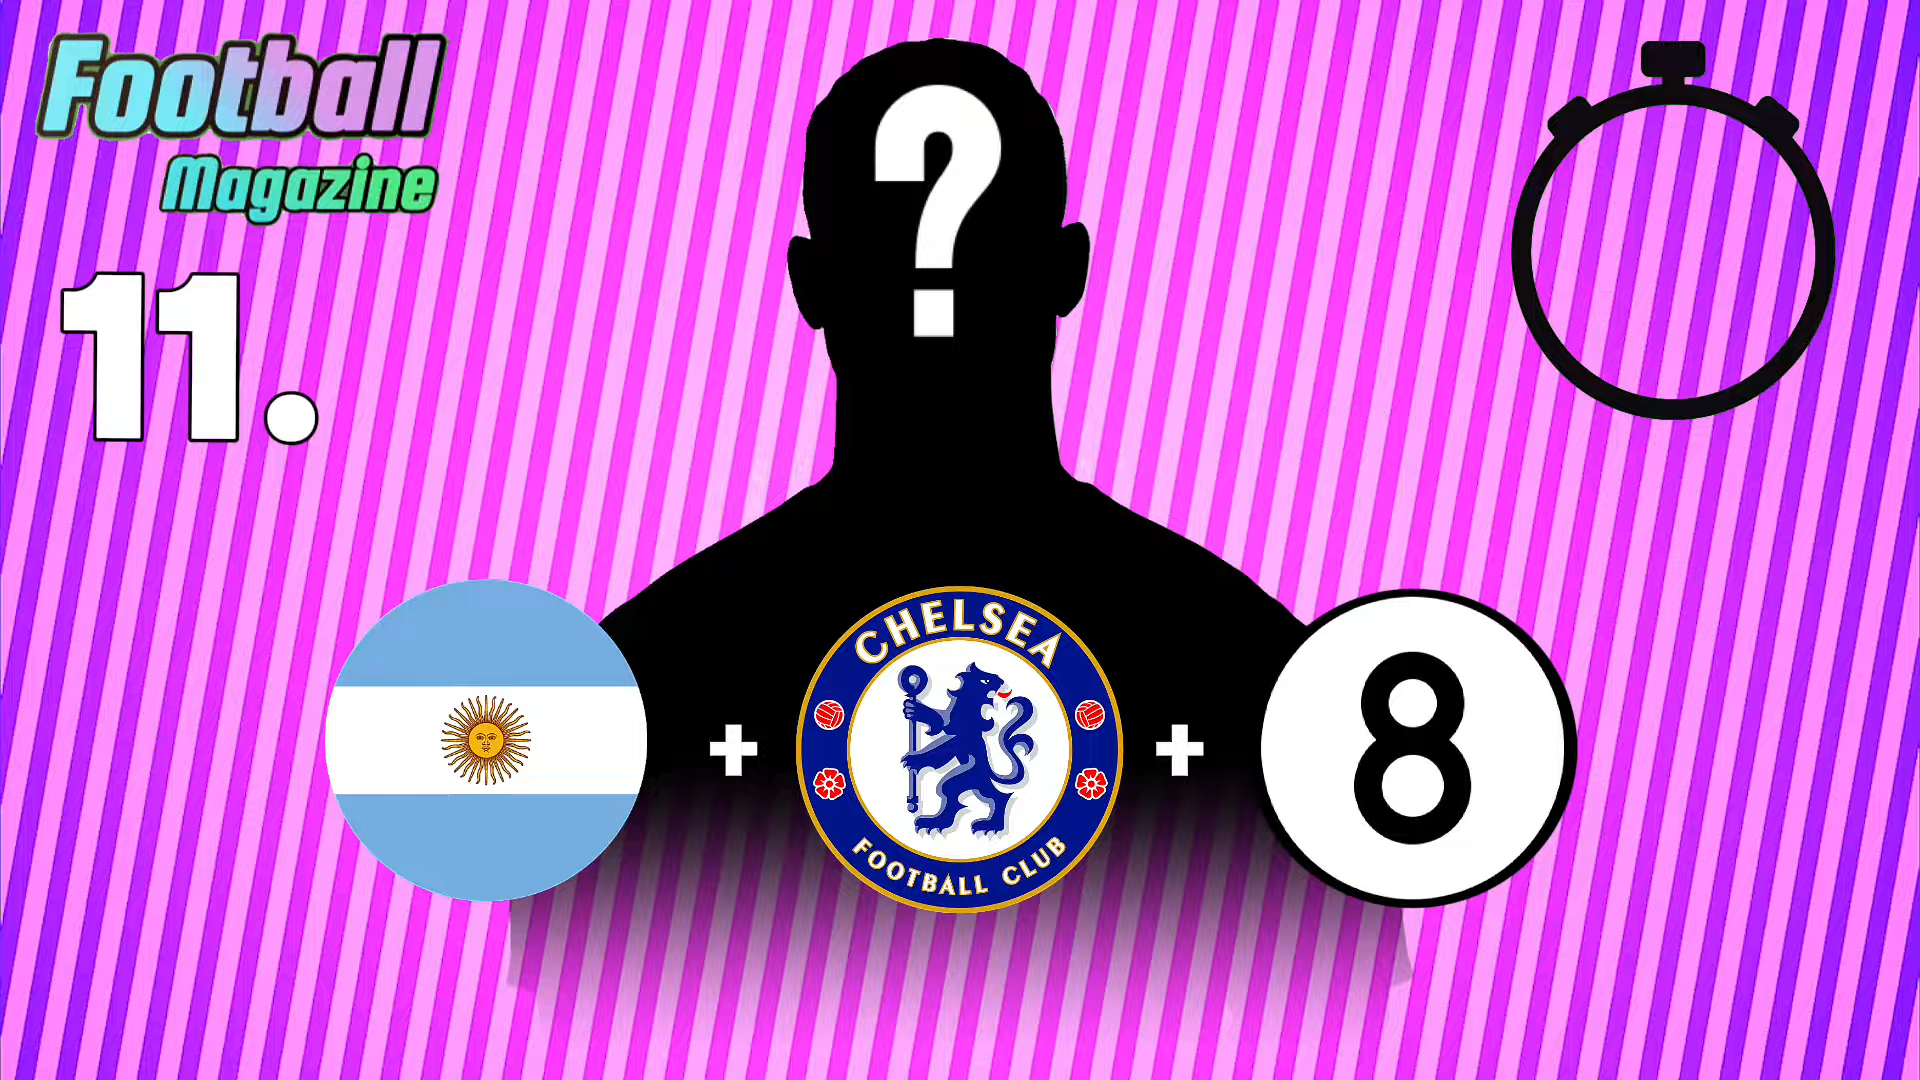 Football
Magazine
11.
?
+ +
CHELSEA
FOOTBALL CLUB
8